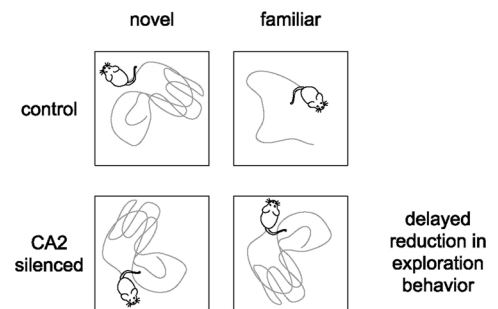 novel
familiar
control
CA2
silenced
delayed
reduction in
exploration
behavior